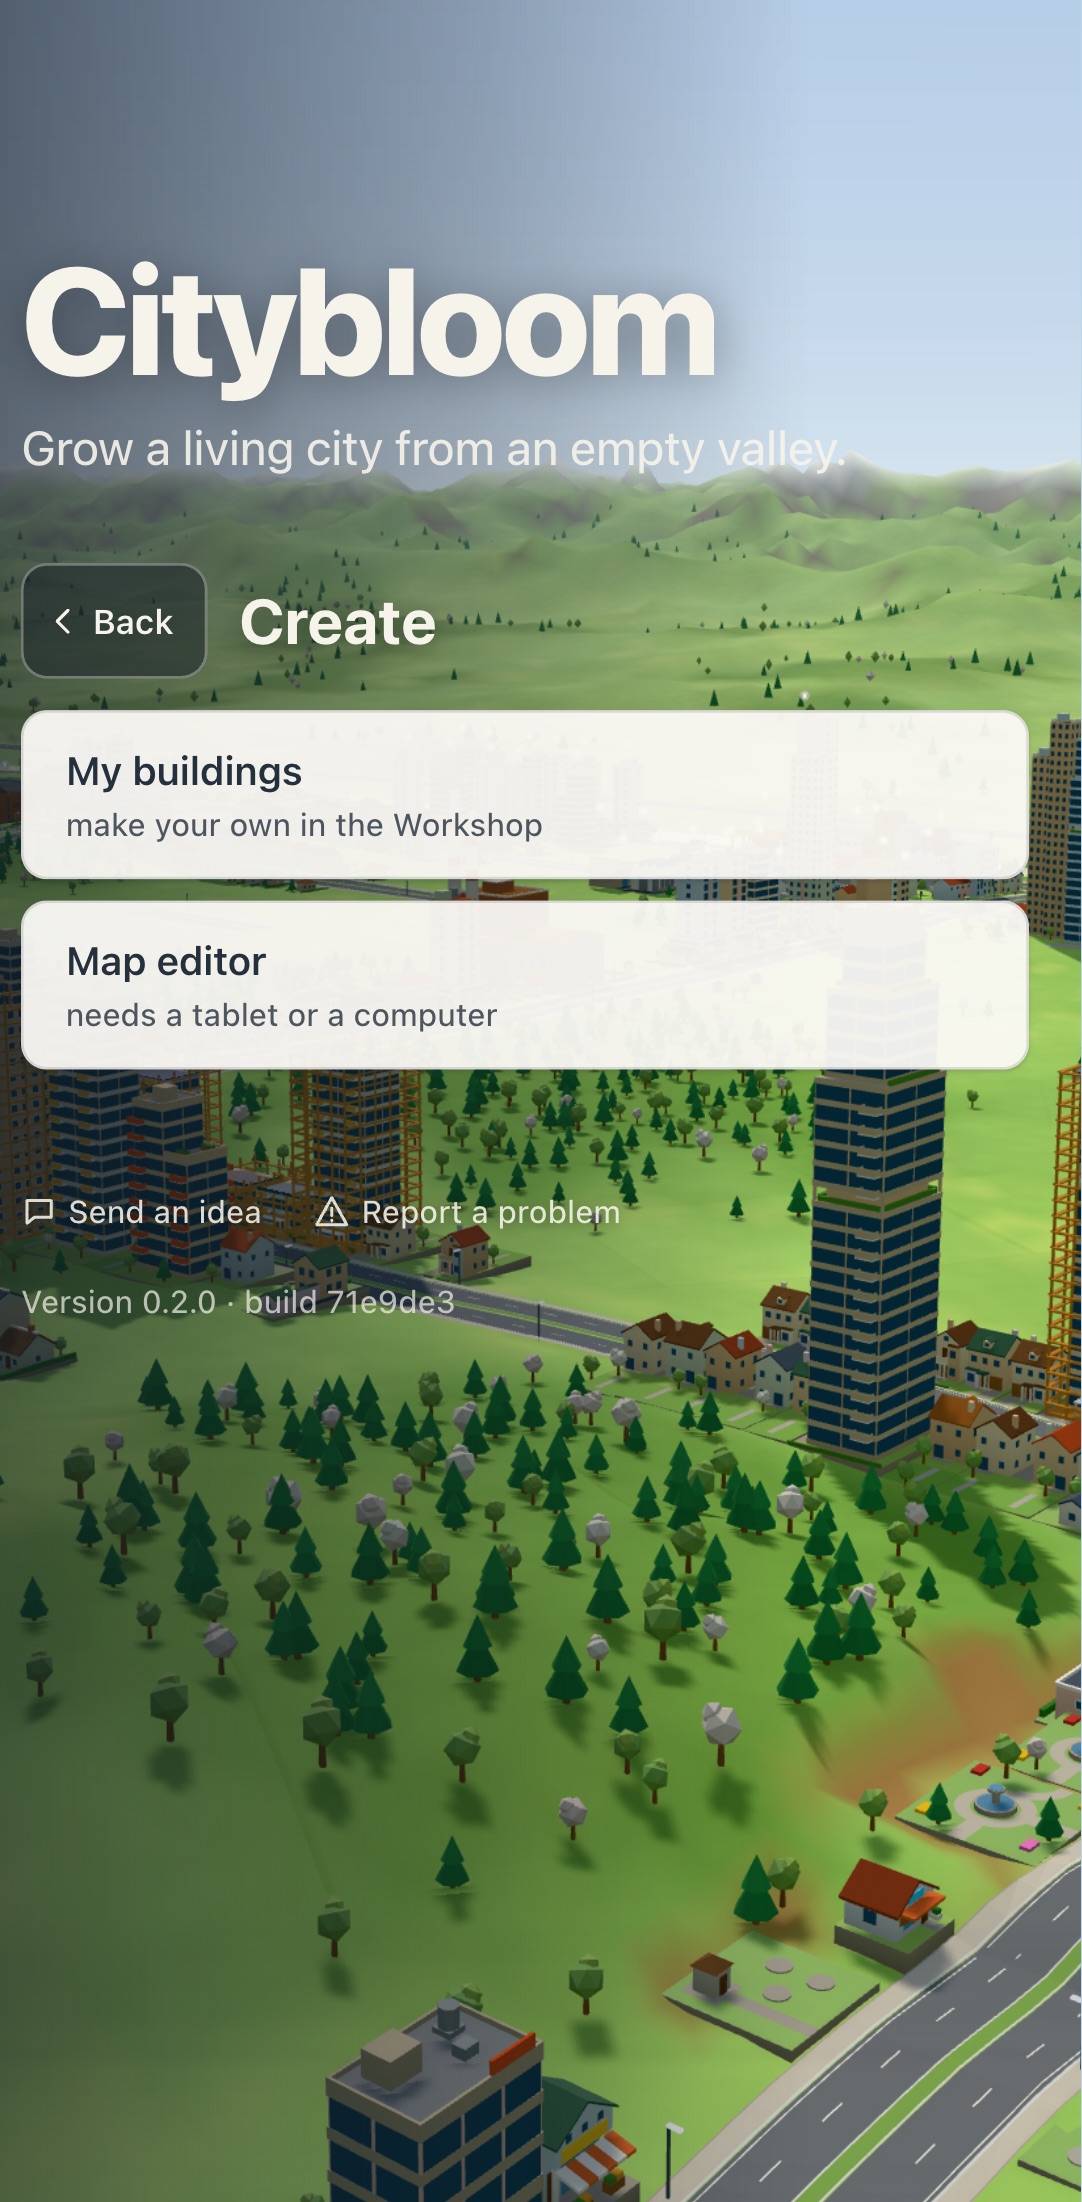 Citybloom
Grow a living city from an empty valley.
Back
Create
My buildings
make your own in the Workshop
Map editor
needs a tablet or a computer
Send an idea
Report a problem
Version 0.2.0 · build 71e9de3